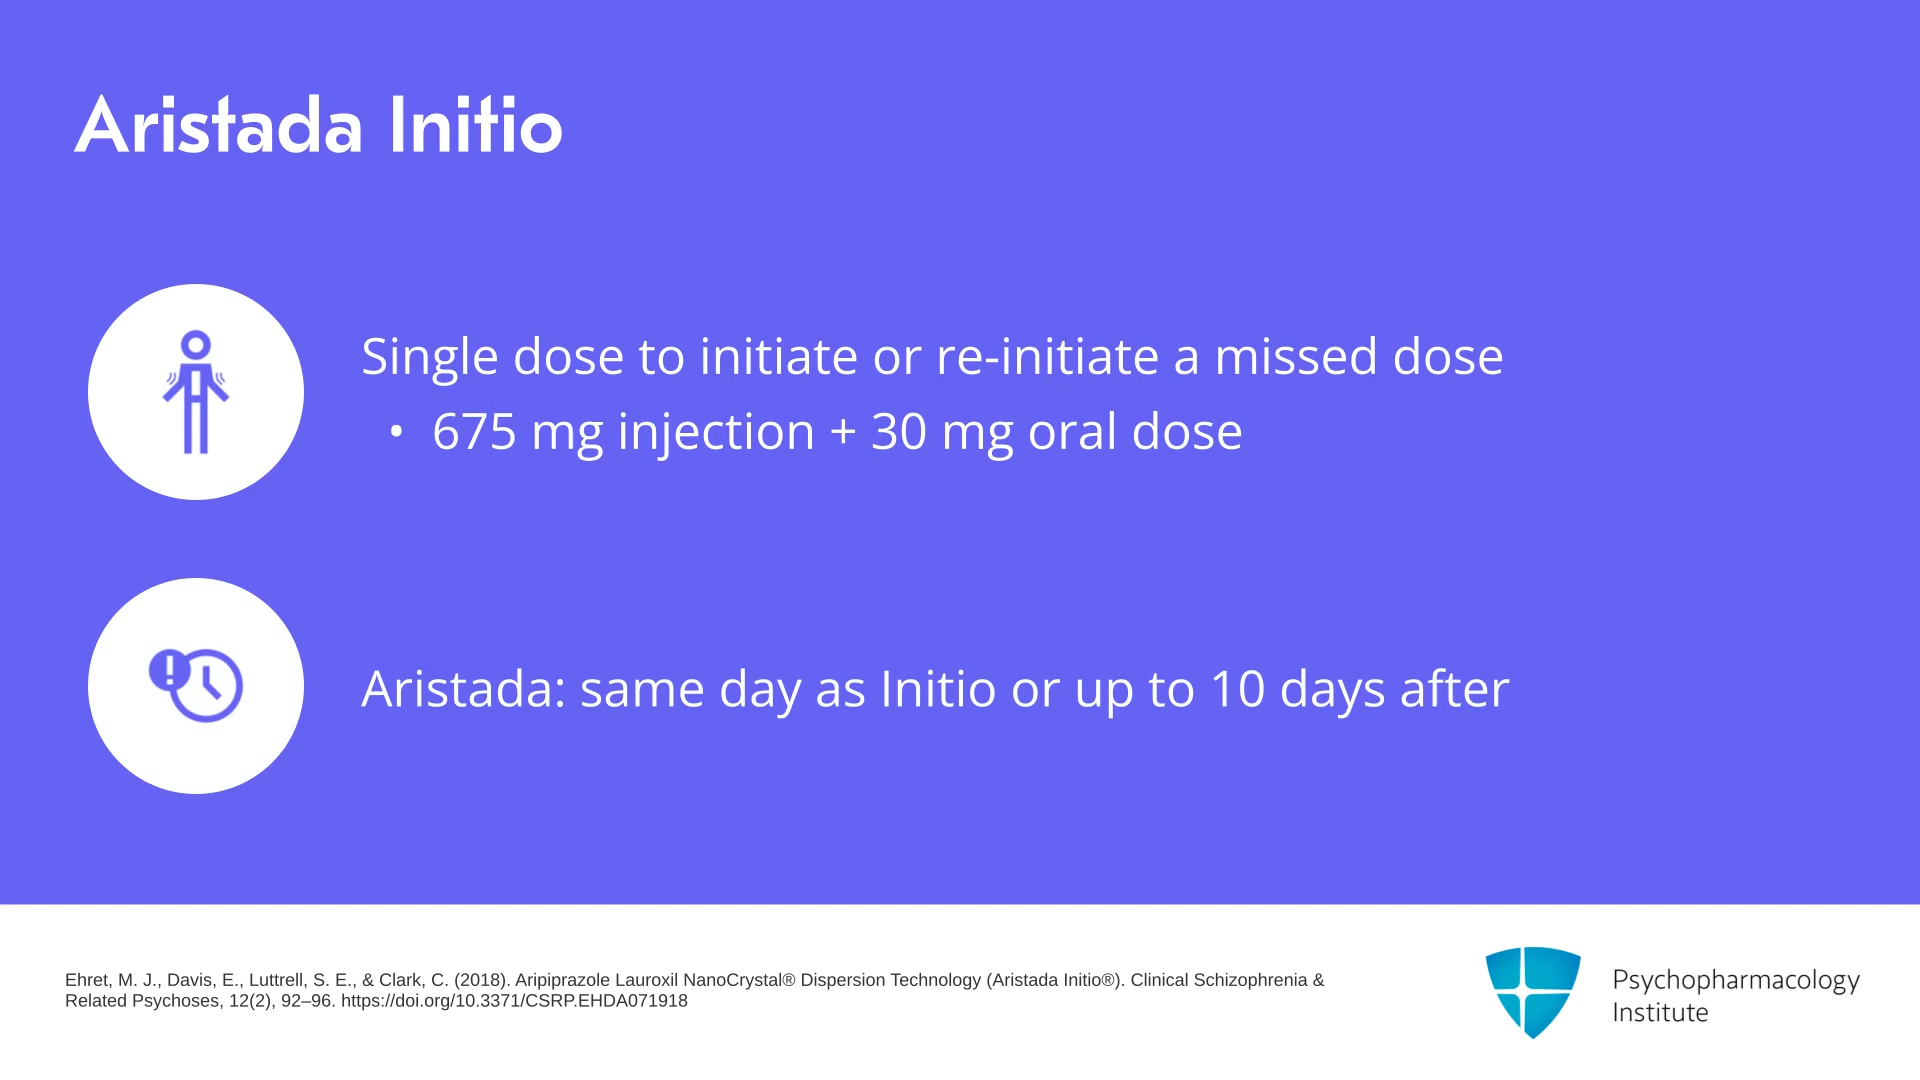 Aristada Initio
Single dose to initiate or re-initiate a missed dose
• 675 mg injection + 30 mg oral dose
Aristada: same day as Initio or up to 10 days after
Ehret, M. J., Davis, E., Luttrell, S. E., & Clark, C. (2018). Aripiprazole Lauroxil NanoCrystal® Dispersion Technology (Aristada Initio®). Clinical Schizophrenia &
Related Psychoses, 12(2), 92–96. https://doi.org/10.3371/CSRP.EHDA071918
Psychopharmacology
Institute